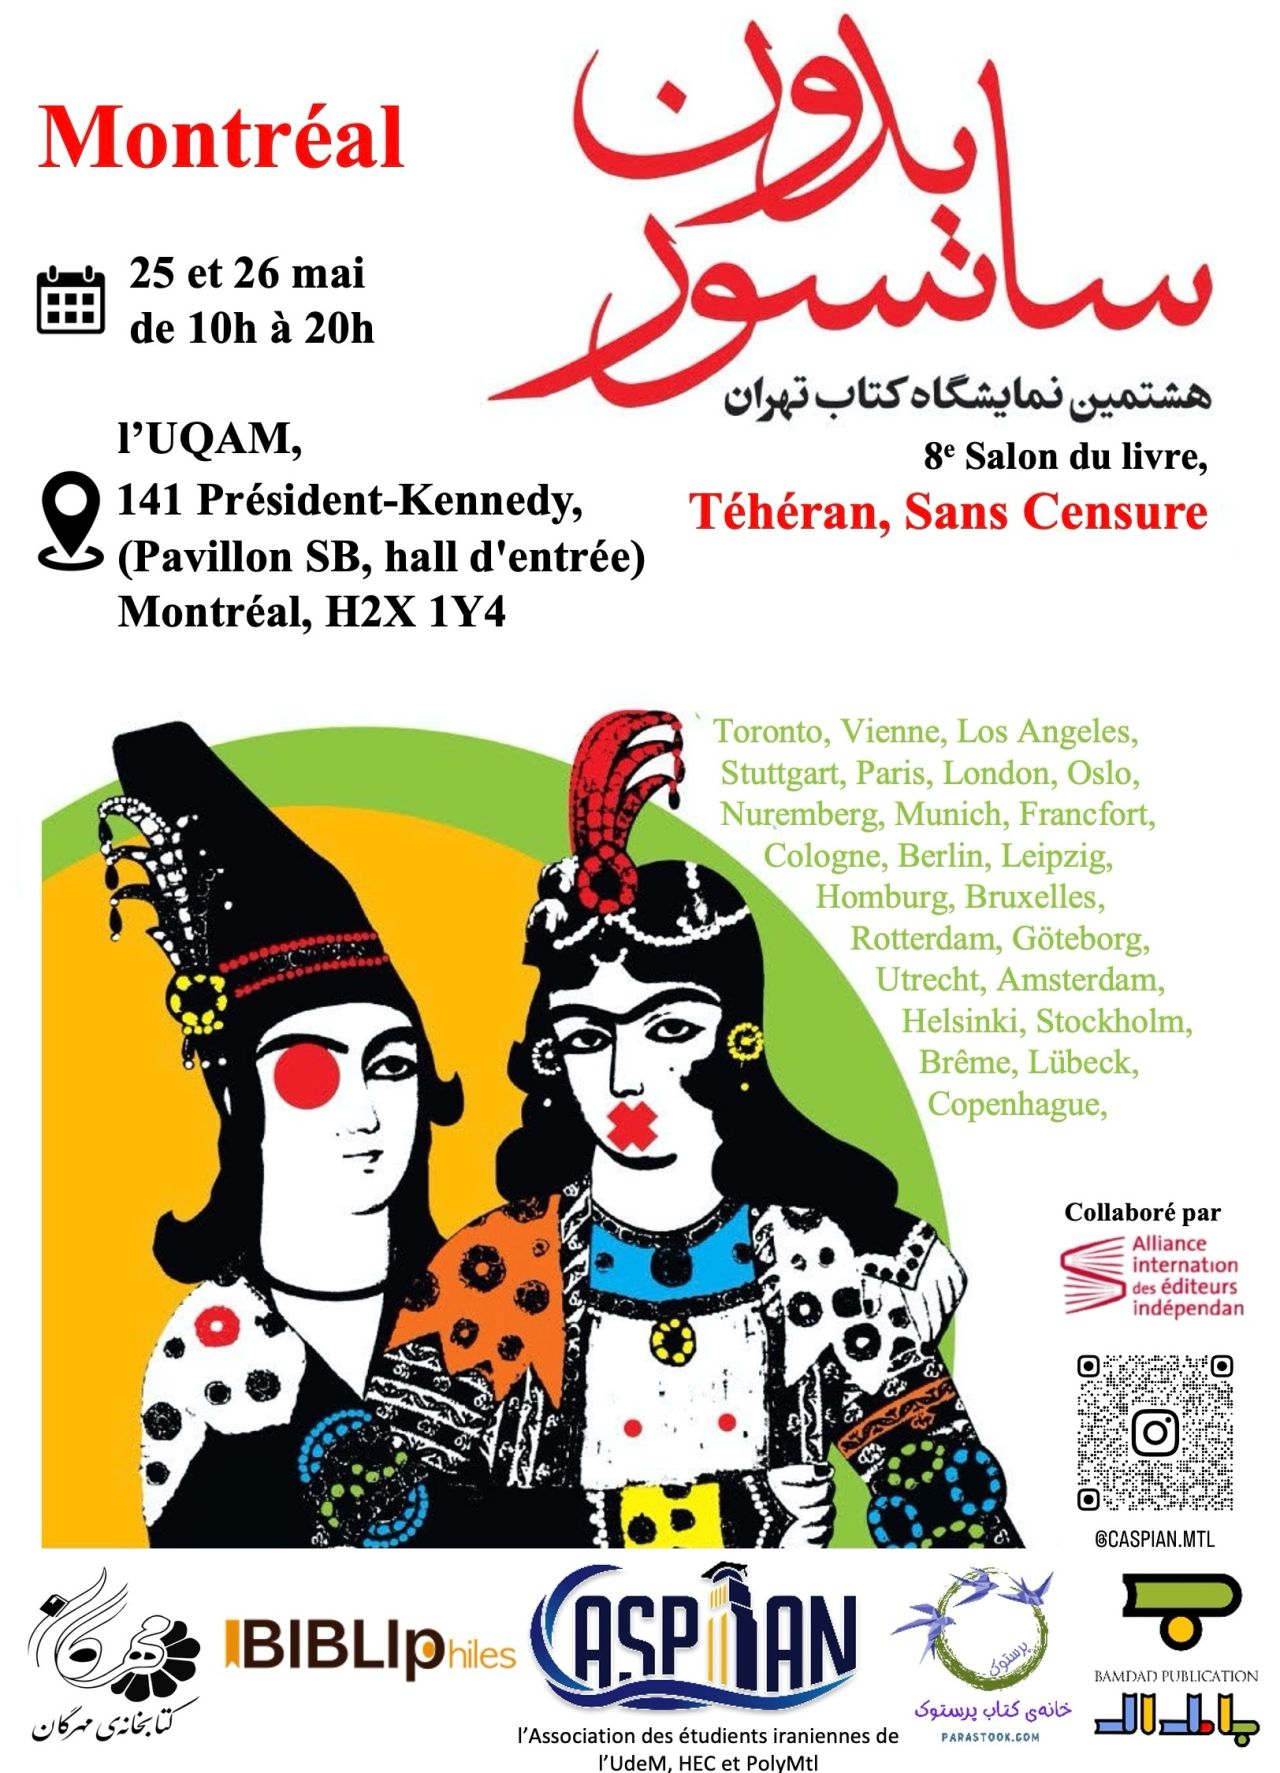 Montréal
25 et 26 mai
de 10h à 20h
l’UQAM,
141 Président-Kennedy,
(Pavillon SB, hall d'entrée)
Montréal, H2X 1Y4
بدون
سانسور
هشتمین نمایشگاه کتاب تهران
8e Salon du livre,
Téhéran, Sans Censure
Toronto, Vienne, Los Angeles,
Stuttgart, Paris, London, Oslo,
Nuremberg, Munich, Francfort,
Cologne, Berlin, Leipzig,
Homburg, Bruxelles,
Rotterdam, Göteborg,
Utrecht, Amsterdam,
Helsinki, Stockholm,
Brême, Lübeck,
Copenhague,
Collaboré par
Alliance
internation
des éditeurs
indépendan
@CASPIAN.MTL
مهرگان
کتابخانه‌ی مهرگان
BIBLIphiles
CASPIAN
l’Association des étudients iraniennes de
l’UdeM, HEC et PolyMtl
پرستوک
خانه‌ی کتاب پرستوک
PARASTOOK.COM
BAMDAD PUBLICATION
بامداد